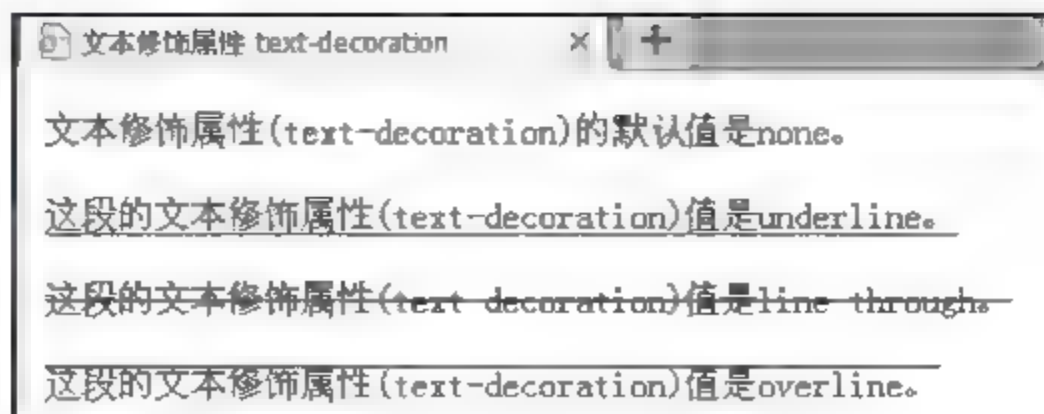 文本修饰属性 text-decoration
文本修饰属性(text-decoration)的默认值是none。
这段的文本修饰属性(text-decoration)值是underline。
这段的文本修饰属性(text-decoration)值是line-through。
这段的文本修饰属性(text-decoration)值是overline。